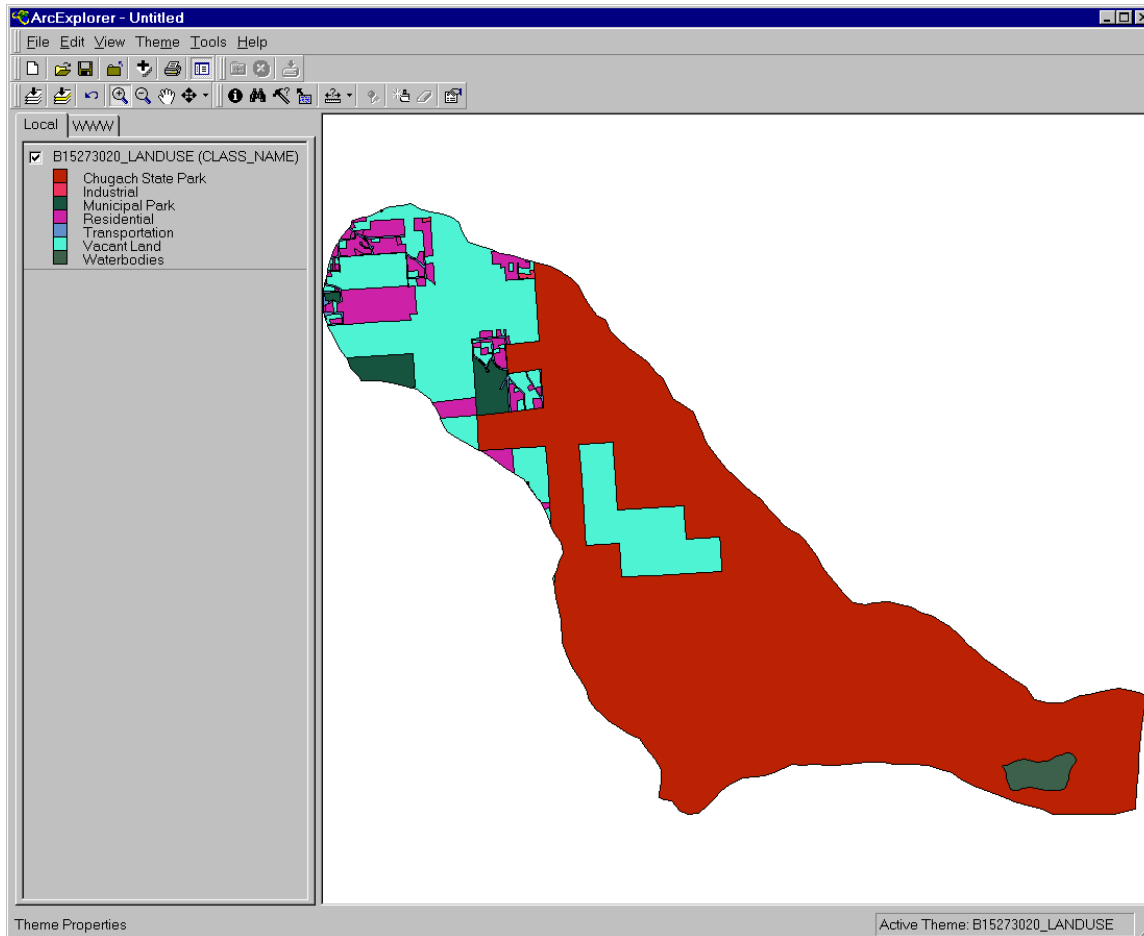 ArcExplorer - Untitled
File Edit View Theme Tools Help
Local WWW
B15273020_LANDUSE (CLASS_NAME)
Chugach State Park
Industrial
Municipal Park
Residential
Transportation
Vacant Land
Waterbodies
Theme Properties
Active Theme: B15273020_LANDUSE